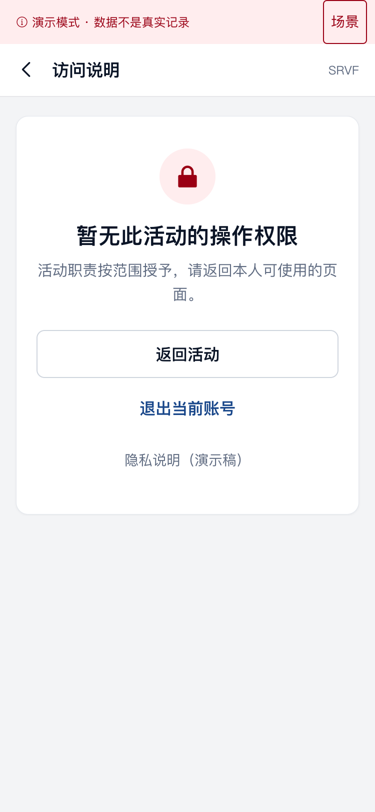 演示模式 · 数据不是真实记录
场景
访问说明
SRVF
暂无此活动的操作权限
活动职责按范围授予，请返回本人可使用的页
面。
返回活动
退出当前账号
隐私说明（演示稿）